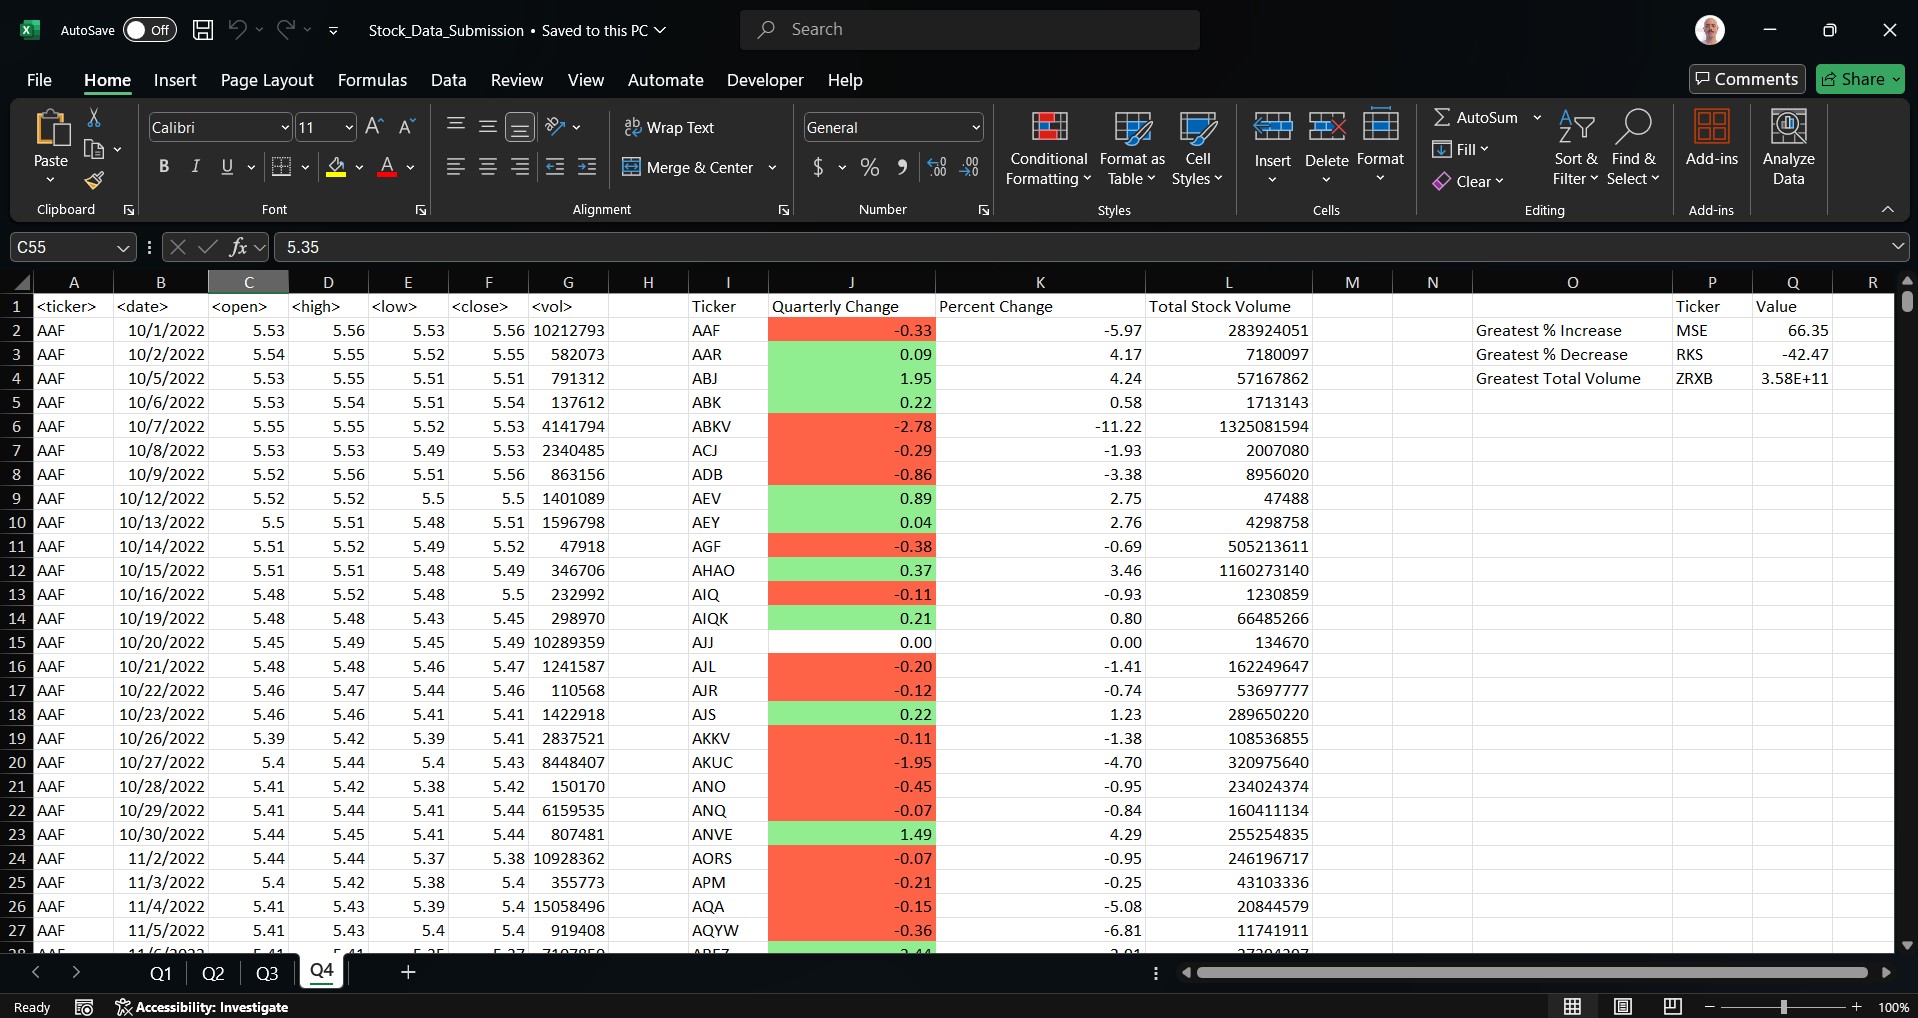 AutoSave Off Stock_Data_Submission • Saved to this PC Search
File Home Insert Page Layout Formulas Data Review View Automate Developer Help Comments Share
Calibri 11 Wrap Text General AutoSum
Paste B I U A Merge & Center $ % , Conditional Formatting Format as Table Cell Styles Insert Delete Format Fill Clear Sort & Filter Find & Select Add-ins Analyze Data
Clipboard Font Alignment Number Styles Cells Editing Add-ins
C55 fx 5.35
A B C D E F G H I J K L M N O P Q R
1 <ticker> <date> <open> <high> <low> <close> <vol> Ticker Quarterly Change Percent Change Total Stock Volume Ticker Value
2 AAF 10/1/2022 5.53 5.56 5.53 5.56 10212793 AAF -0.33 -5.97 283924051 Greatest % Increase MSE 66.35
3 AAF 10/2/2022 5.54 5.55 5.52 5.55 582073 AAR 0.09 4.17 7180097 Greatest % Decrease RKS -42.47
4 AAF 10/5/2022 5.53 5.55 5.51 5.51 791312 ABJ 1.95 4.24 57167862 Greatest Total Volume ZRXB 3.58E+11
5 AAF 10/6/2022 5.53 5.54 5.51 5.54 137612 ABK 0.22 0.58 1713143
6 AAF 10/7/2022 5.55 5.55 5.52 5.53 4141794 ABKV -2.78 -11.22 1325081594
7 AAF 10/8/2022 5.53 5.53 5.49 5.53 2340485 ACJ -0.29 -1.93 2007080
8 AAF 10/9/2022 5.52 5.56 5.51 5.56 863156 ADB -0.86 -3.38 8956020
9 AAF 10/12/2022 5.52 5.52 5.5 5.5 1401089 AEV 0.89 2.75 47488
10 AAF 10/13/2022 5.5 5.51 5.48 5.51 1596798 AEY 0.04 2.76 4298758
11 AAF 10/14/2022 5.51 5.52 5.49 5.52 47918 AGF -0.38 -0.69 505213611
12 AAF 10/15/2022 5.51 5.51 5.48 5.49 346706 AHAO 0.37 3.46 1160273140
13 AAF 10/16/2022 5.48 5.52 5.48 5.5 232992 AIQ -0.11 -0.93 1230859
14 AAF 10/19/2022 5.48 5.48 5.43 5.45 298970 AIQK 0.21 0.80 66485266
15 AAF 10/20/2022 5.45 5.49 5.45 5.49 10289359 AJJ 0.00 0.00 134670
16 AAF 10/21/2022 5.48 5.48 5.46 5.47 1241587 AJL -0.20 -1.41 162249647
17 AAF 10/22/2022 5.46 5.47 5.44 5.46 110568 AJR -0.12 -0.74 53697777
18 AAF 10/23/2022 5.46 5.46 5.41 5.41 1422918 AJS 0.22 1.23 289650220
19 AAF 10/26/2022 5.39 5.42 5.39 5.41 2837521 AKKV -0.11 -1.38 108536855
20 AAF 10/27/2022 5.4 5.44 5.4 5.43 8448407 AKUC -1.95 -4.70 320975640
21 AAF 10/28/2022 5.41 5.42 5.38 5.42 150170 ANO -0.45 -0.95 234024374
22 AAF 10/29/2022 5.41 5.44 5.41 5.44 6159535 ANQ -0.07 -0.84 160411134
23 AAF 10/30/2022 5.44 5.45 5.41 5.44 807481 ANVE 1.49 4.29 255254835
24 AAF 11/2/2022 5.44 5.44 5.37 5.38 10928362 AORS -0.07 -0.95 246196717
25 AAF 11/3/2022 5.4 5.42 5.38 5.4 355773 APM -0.21 -0.25 43103336
26 AAF 11/4/2022 5.41 5.43 5.39 5.4 15058496 AQA -0.15 -5.08 20844579
27 AAF 11/5/2022 5.41 5.43 5.4 5.4 919408 AQYW -0.36 -6.81 11741911
Q1 Q2 Q3 Q4
Ready Accessibility: Investigate 100%